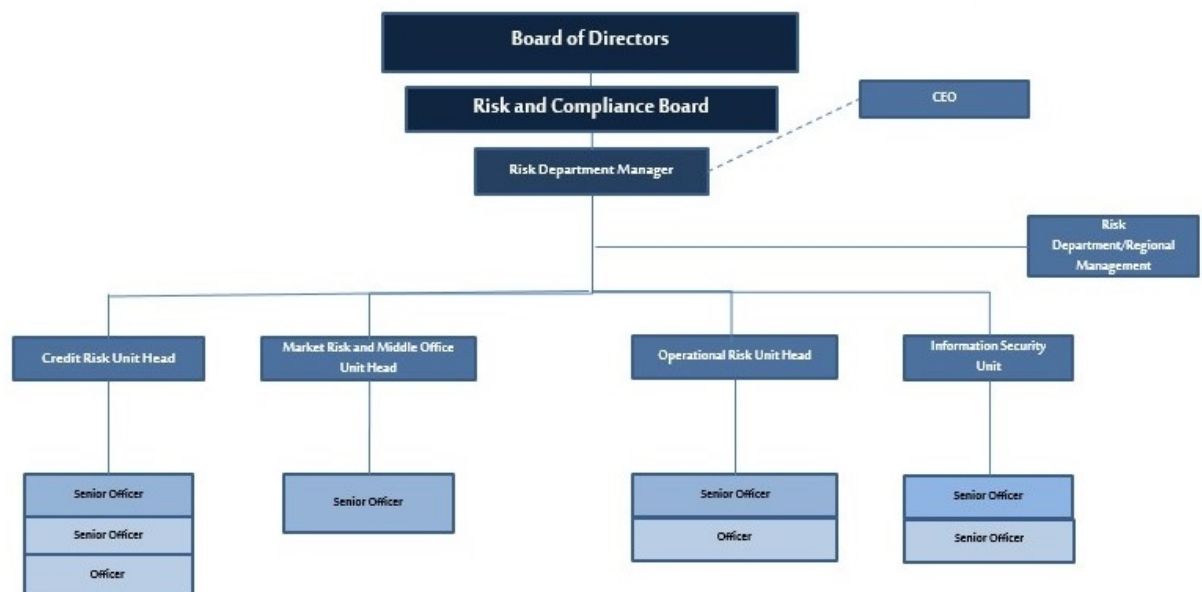 Board of Directors
Risk and Compliance Board
CEO
Risk Department Manager
Risk
Department/Regional
Management
Credit Risk Unit Head
Market Risk and Middle Office
Unit Head
Operational Risk Unit Head
Information Security
Unit
Senior Officer
Senior Officer
Officer
Senior Officer
Senior Officer
Officer
Senior Officer
Senior Officer